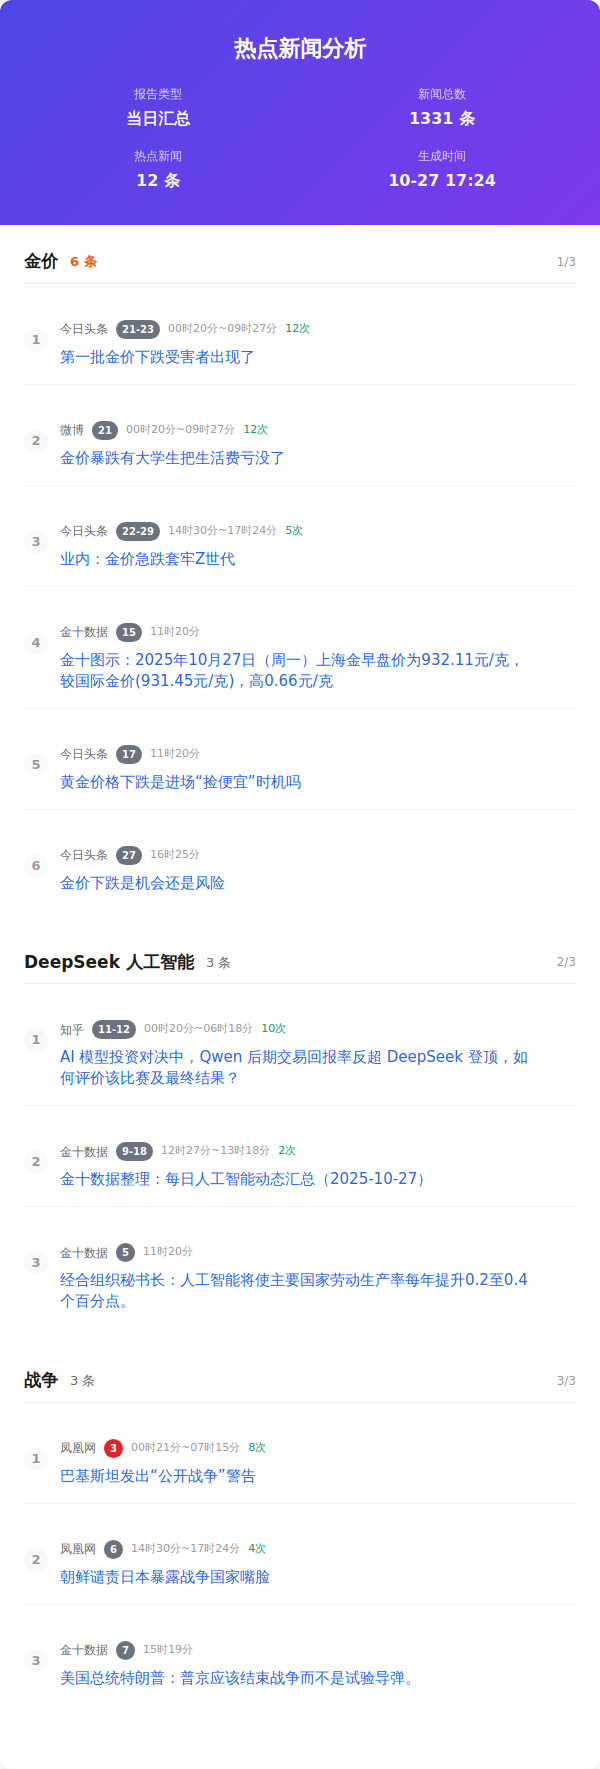 热点新闻分析
报告类型
新闻总数
当日汇总
1331 条
热点新闻
生成时间
12 条
10-27 17:24
金价 6 条 1/3
1 今日头条 21-23 00时20分~09时27分 12次
第一批金价下跌受害者出现了
2 微博 21 00时20分~09时27分 12次
金价暴跌有大学生把生活费亏没了
3 今日头条 22-29 14时30分~17时24分 5次
业内：金价急跌套牢Z世代
4 金十数据 15 11时20分
金十图示：2025年10月27日（周一）上海金早盘价为932.11元/克，
较国际金价(931.45元/克)，高0.66元/克
5 今日头条 17 11时20分
黄金价格下跌是进场“捡便宜”时机吗
6 今日头条 27 16时25分
金价下跌是机会还是风险
DeepSeek 人工智能 3 条 2/3
1 知乎 11-12 00时20分~06时18分 10次
AI 模型投资对决中，Qwen 后期交易回报率反超 DeepSeek 登顶，如
何评价该比赛及最终结果？
2 金十数据 9-18 12时27分~13时18分 2次
金十数据整理：每日人工智能动态汇总（2025-10-27）
3 金十数据 5 11时20分
经合组织秘书长：人工智能将使主要国家劳动生产率每年提升0.2至0.4
个百分点。
战争 3 条 3/3
1 凤凰网 3 00时21分~07时15分 8次
巴基斯坦发出“公开战争”警告
2 凤凰网 6 14时30分~17时24分 4次
朝鲜谴责日本暴露战争国家嘴脸
3 金十数据 7 15时19分
美国总统特朗普：普京应该结束战争而不是试验导弹。